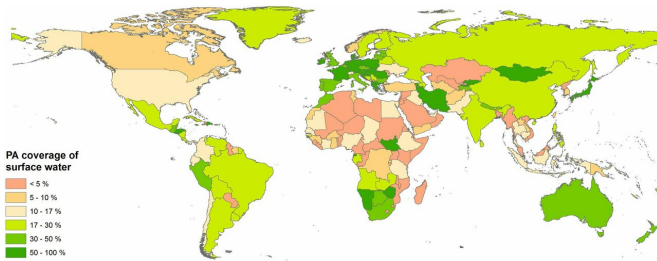 PA coverage of
surface water
< 5 %
5 - 10 %
10 - 17 %
17 - 30 %
30 - 50 %
50 - 100 %